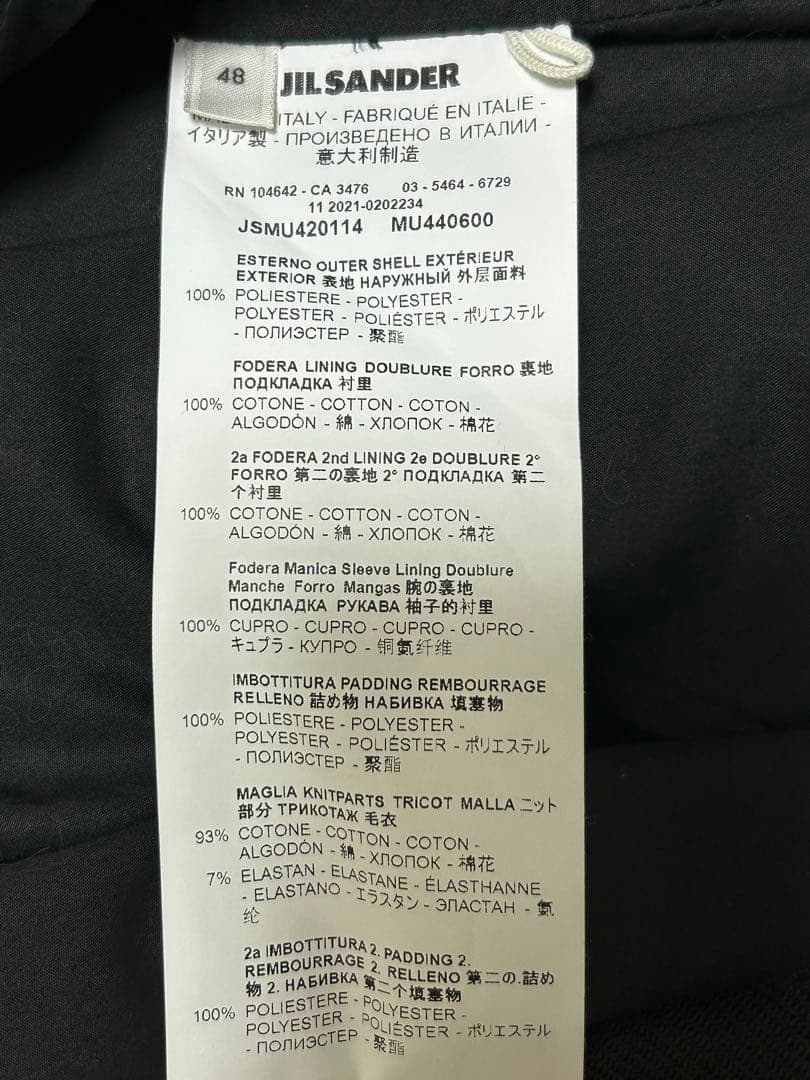 48
JIL SANDER
ITALY - FABRIQUÉ EN ITALIE -
イタリア製 - ПРОИЗВЕДЕНО В ИТАЛИИ -
意大利制造
RN 104642 - CA 3476 03 - 5464 - 6729
11 2021-0202234
JSMU420114 MU440600
ESTERNO OUTER SHELL EXTÉRIEUR
EXTERIOR 表地 НАРУЖНЫЙ 外层面料
100% POLIESTERE - POLYESTER -
POLYESTER - POLIÉSTER - ポリエステル
- ПОЛИЭСТЕР - 聚酯
FODERA LINING DOUBLURE FORRO 裏地
ПОДКЛАДКА 衬里
100% COTONE - COTTON - COTON -
ALGODÓN - 綿 - ХЛОПОК - 棉花
2a FODERA 2nd LINING 2e DOUBLURE 2°
FORRO 第二の裏地 2° ПОДКЛАДКА 第二
个衬里
100% COTONE - COTTON - COTON -
ALGODÓN - 綿 - ХЛОПОК - 棉花
Fodera Manica Sleeve Lining Doublure
Manche Forro Mangas 腕の裏地
ПОДКЛАДКА РУКАВА 袖子的衬里
100% CUPRO - CUPRO - CUPRO - CUPRO -
キュプラ - КУПРО - 铜氨纤维
IMBOTTITURA PADDING REMBOURRAGE
RELLENO 詰め物 НАБИВКА 填塞物
100% POLIESTERE - POLYESTER -
POLYESTER - POLIÉSTER - ポリエステル
- ПОЛИЭСТЕР - 聚酯
MAGLIA KNITPARTS TRICOT MALLA ニット
部分 ТРИКОТАЖ 毛衣
93% COTONE - COTTON - COTON -
ALGODÓN - 綿 - ХЛОПОК - 棉花
7% ELASTAN - ELASTANE - ÉLASTHANNE
- ELASTANO - エラスタン - ЭЛАСТАН - 氨
纶
2a IMBOTTITURA 2. PADDING 2.
REMBOURRAGE 2. RELLENO 第二の.詰め
物 2. НАБИВКА 第二个填塞物
100% POLIESTERE - POLYESTER -
POLYESTER - POLIÉSTER - ポリエステル
- ПОЛИЭСТЕР - 聚酯